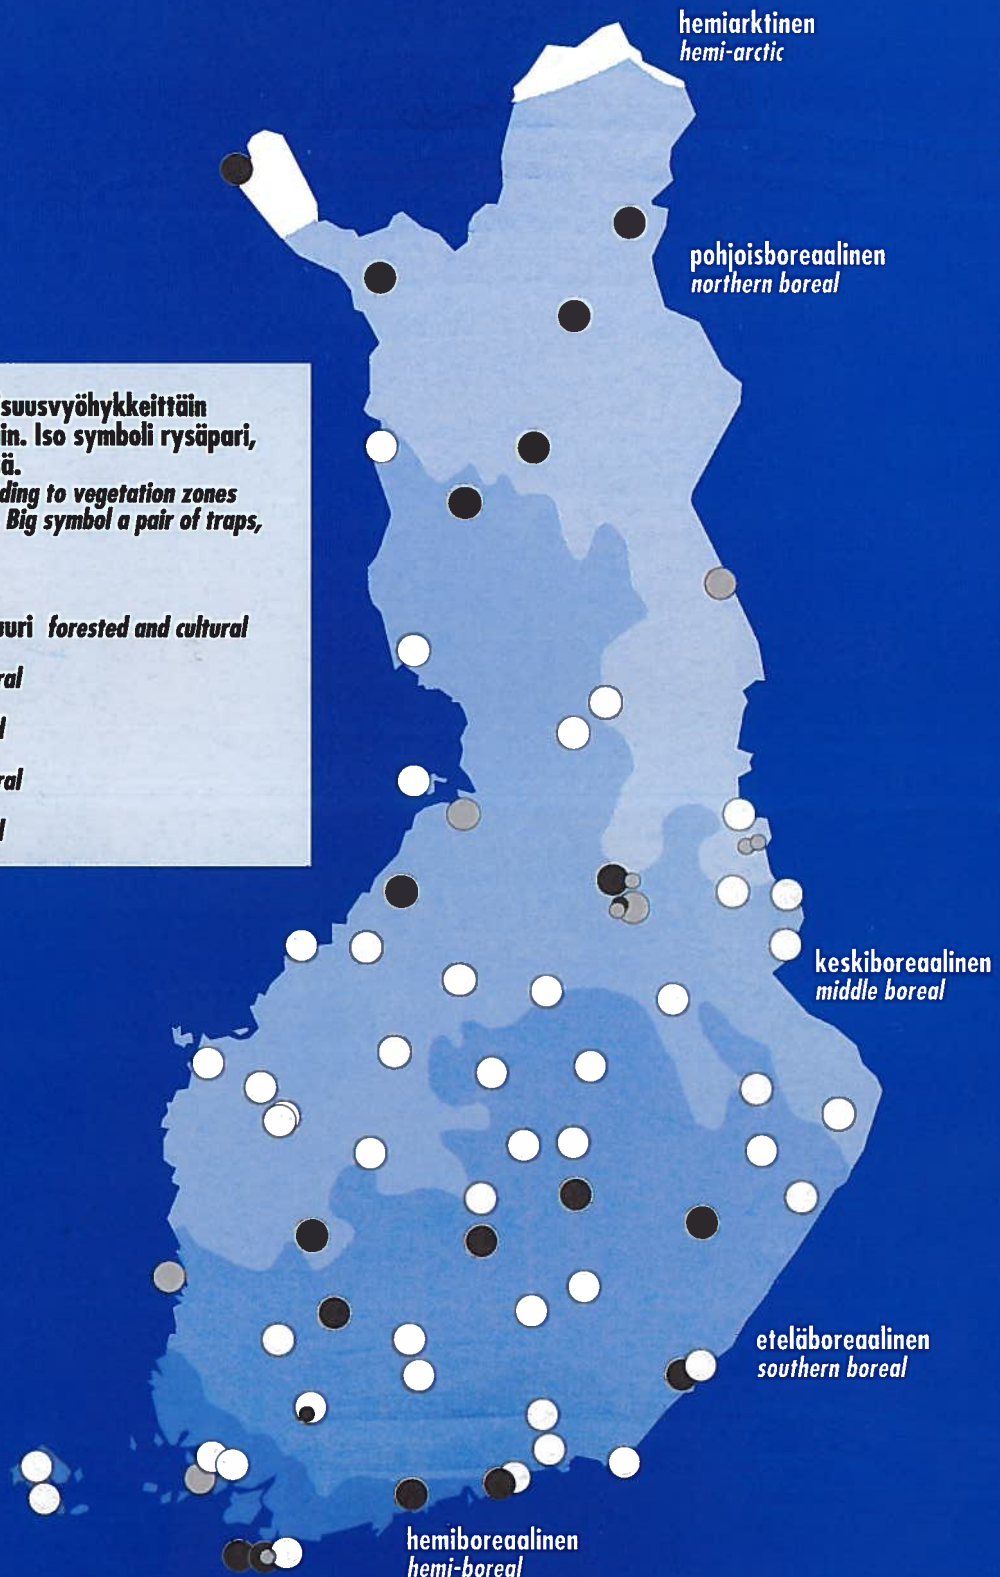 hemiarktinen
hemi-arctic
pohjoisboreaalinen
northern boreal
suusvyöhykkeittäin
in. Iso symboli rysäpari,
ä.
ding to vegetation zones
Big symbol a pair of traps,
uuri forested and cultural
ral
l
ral
l
keskiboreaalinen
middle boreal
eteläboreaalinen
southern boreal
hemiboreaalinen
hemi-boreal